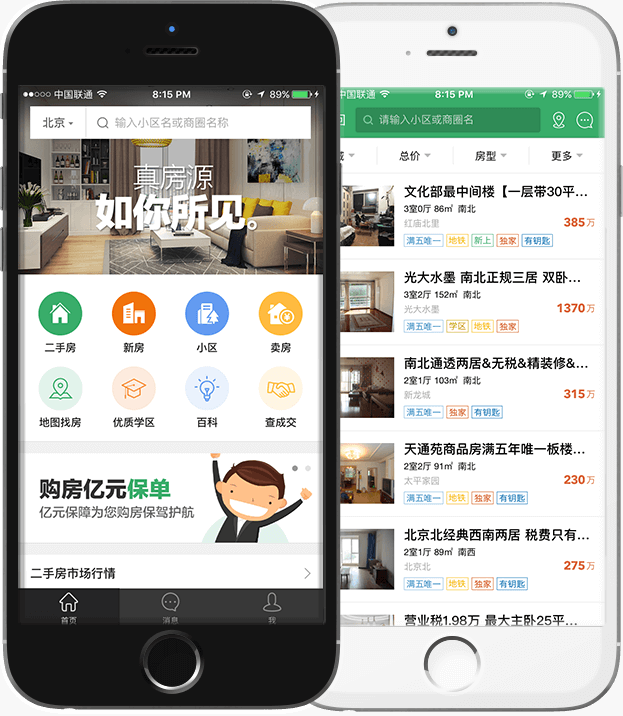 中国联通
8:15 PM
89%
北京
输入小区名或商圈名称
真房源
如你所见。
二手房
新房
小区
卖房
地图找房
优质学区
百科
查成交
购房亿元保单
亿元保障为您购房保驾护航
二手房市场行情
首页
消息
我
中国联通
8:15 PM
89%
请输入小区或商圈名
总价
房型
更多
文化部最中间楼【一层带30平...
3室0厅 86㎡ 南北
红庙北里
385万
满五唯一 地铁 新上 独家 有钥匙
光大水墨 南北正规三居 双卧...
3室2厅 152㎡ 南北
光大水墨
1370万
满五唯一 学区 地铁 独家
南北通透两居&无税&精装修&...
2室1厅 103㎡ 南北
新龙城
315万
满五唯一 独家 有钥匙
天通苑商品房满五年唯一板楼...
2室2厅 91㎡ 南北
太平家园
230万
满五唯一 地铁 独家 有钥匙
北京北经典西南两居 税费只有...
2室1厅 89㎡ 南西
北京北
275万
满五唯一 地铁 独家 有钥匙
营业税1.98万 最大主卧25平...